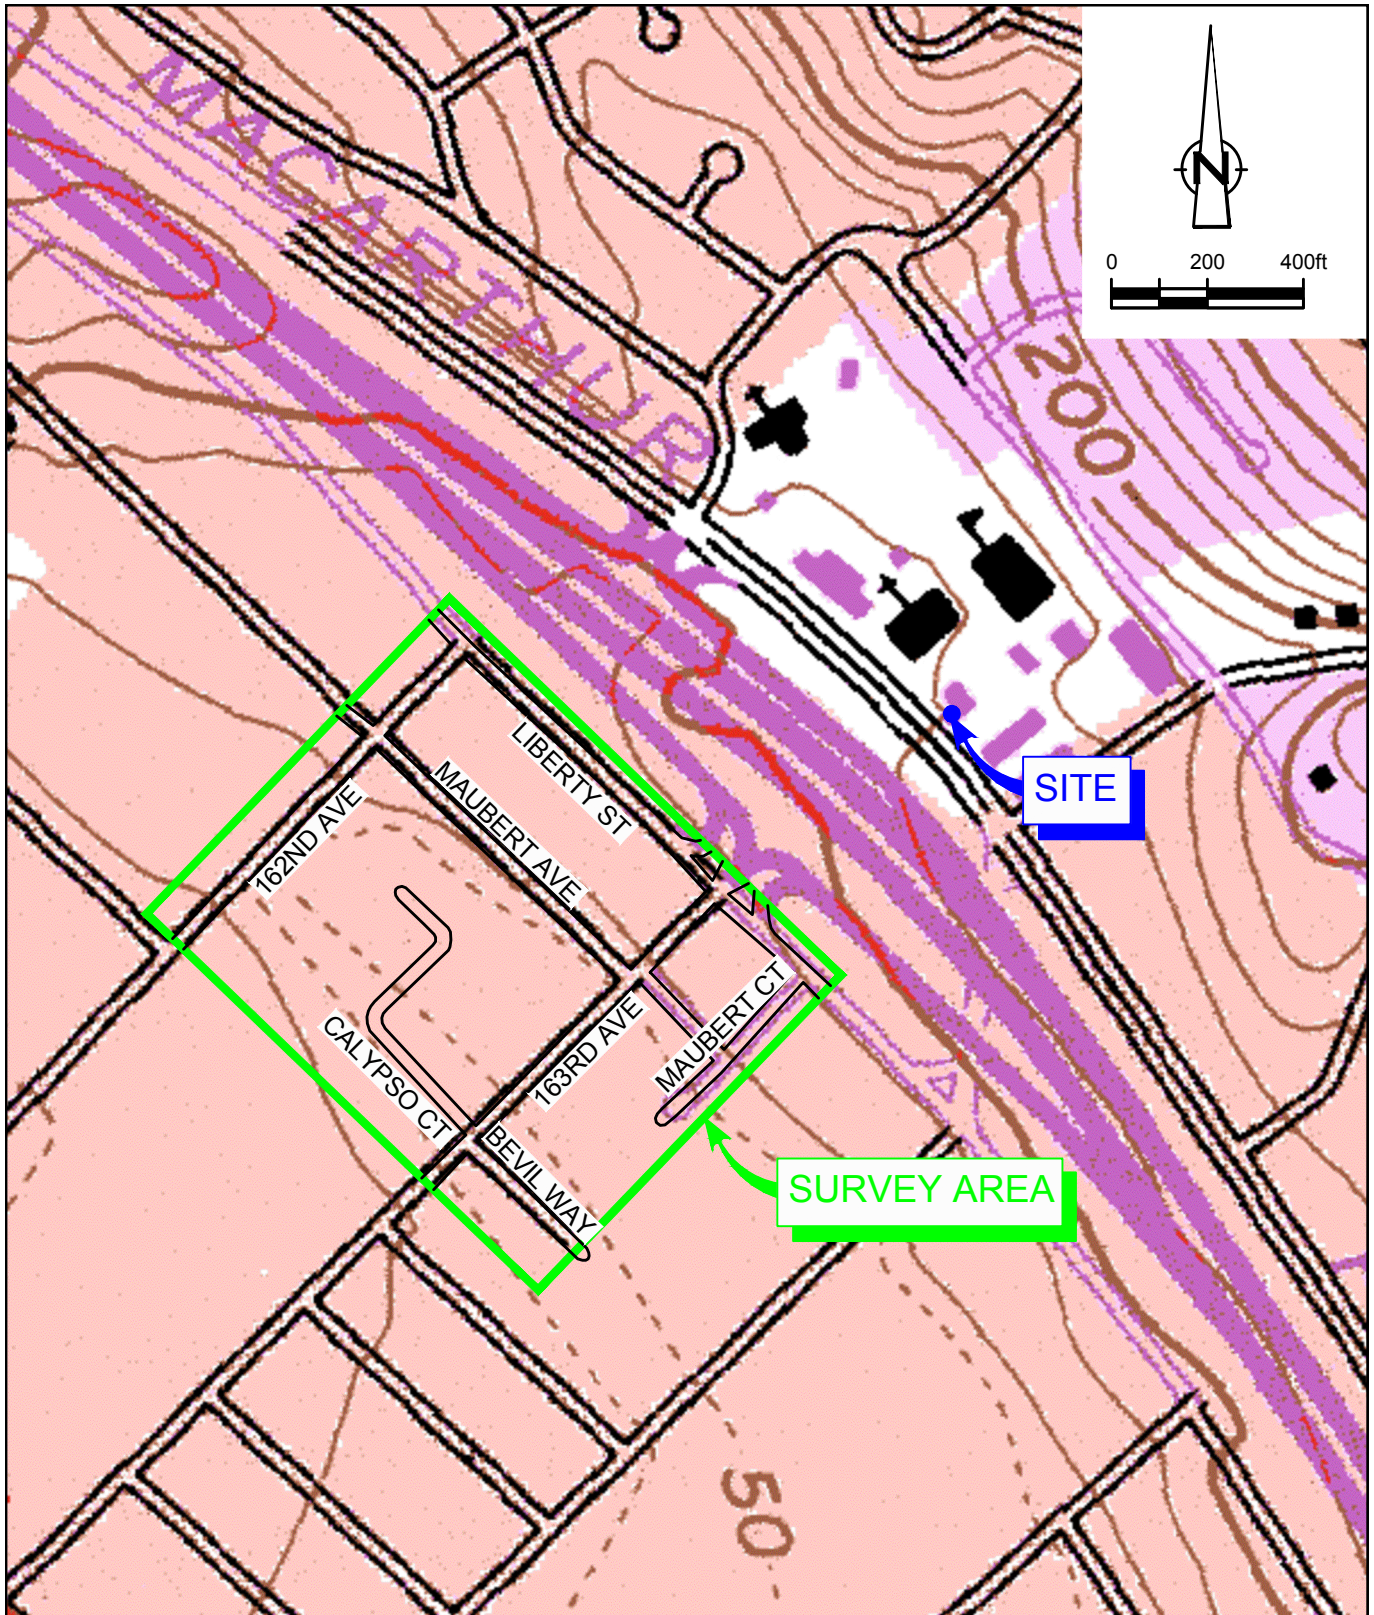 N
0 200 400ft
MACARTHUR
200
LIBERTY ST
MAUBERT AVE
162ND AVE
SITE
MAUBERT CT
163RD AVE
CALYPSO CT
BEVIL WAY
SURVEY AREA
50